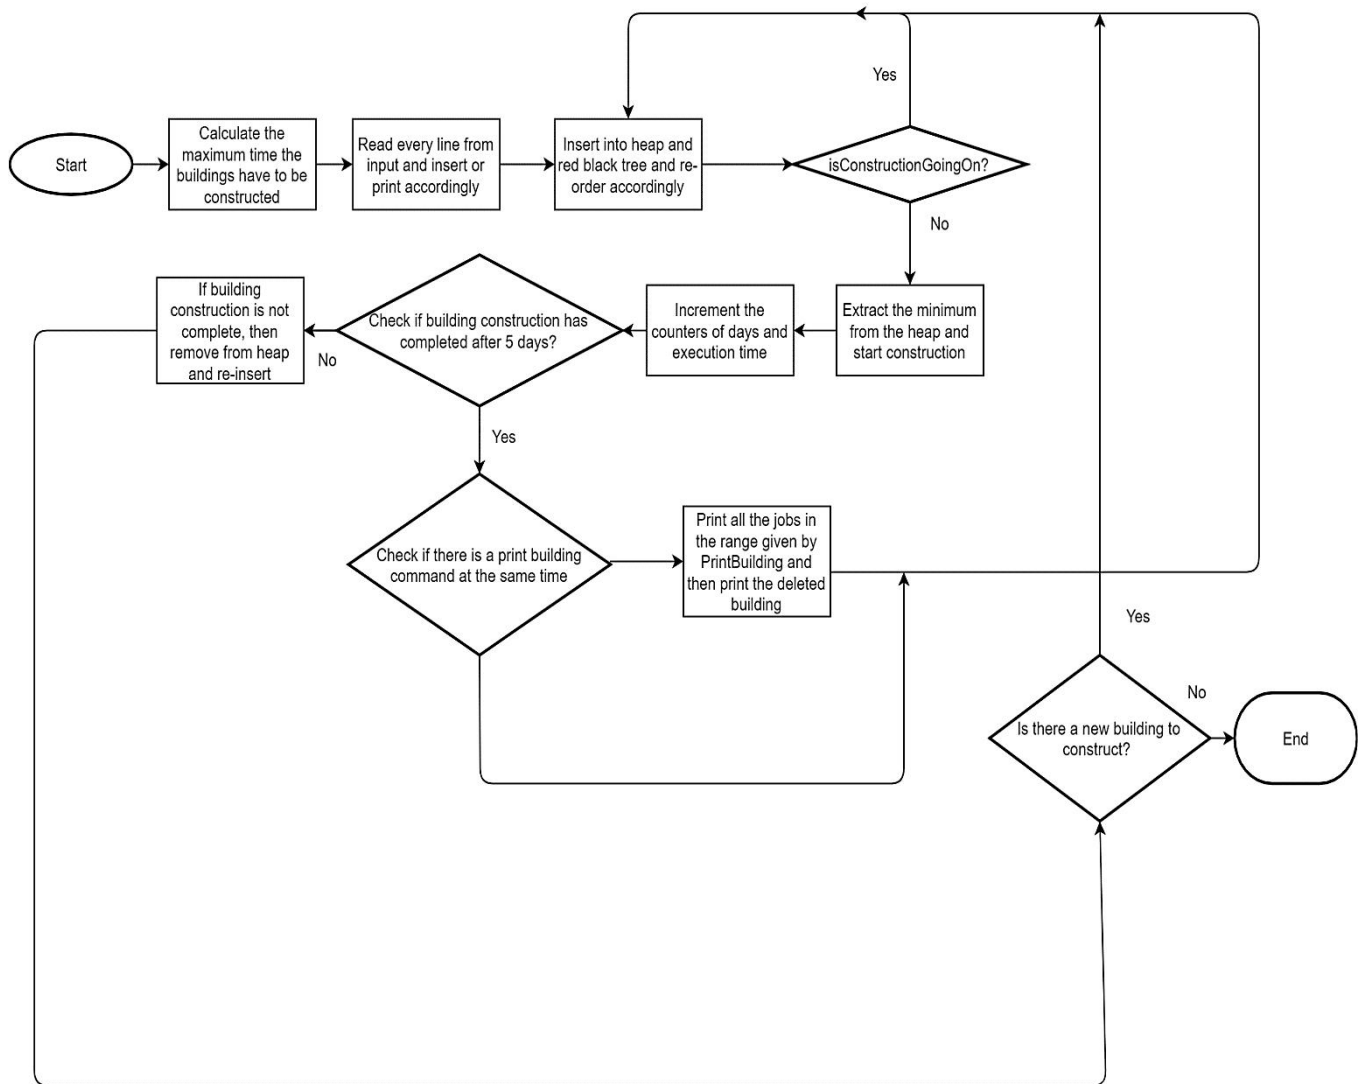 Yes
Start
Calculate the
maximum time the
buildings have to be
constructed
Read every line from
input and insert or
print accordingly
Insert into heap and
red black tree and re-
order accordingly
isConstructionGoingOn?
No
Extract the minimum
from the heap and
start construction
Increment the
counters of days and
execution time
Check if building construction has
completed after 5 days?
No
If building
construction is not
complete, then
remove from heap
and re-insert
Yes
Check if there is a print building
command at the same time
Print all the jobs in
the range given by
PrintBuilding and
then print the deleted
building
Yes
Is there a new building to
construct?
No
End